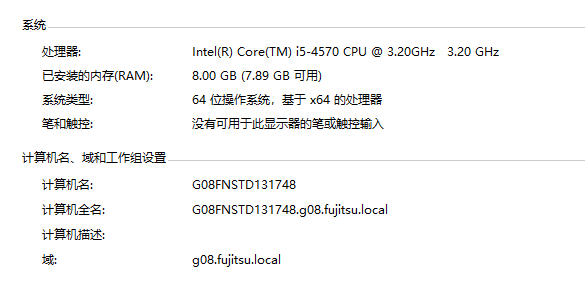 系统
处理器: Intel(R) Core(TM) i5-4570 CPU @ 3.20GHz 3.20 GHz
已安装的内存(RAM): 8.00 GB (7.89 GB 可用)
系统类型: 64 位操作系统，基于 x64 的处理器
笔和触控: 没有可用于此显示器的笔或触控输入
计算机名、域和工作组设置
计算机名: G08FNSTD131748
计算机全名: G08FNSTD131748.g08.fujitsu.local
计算机描述:
域: g08.fujitsu.local